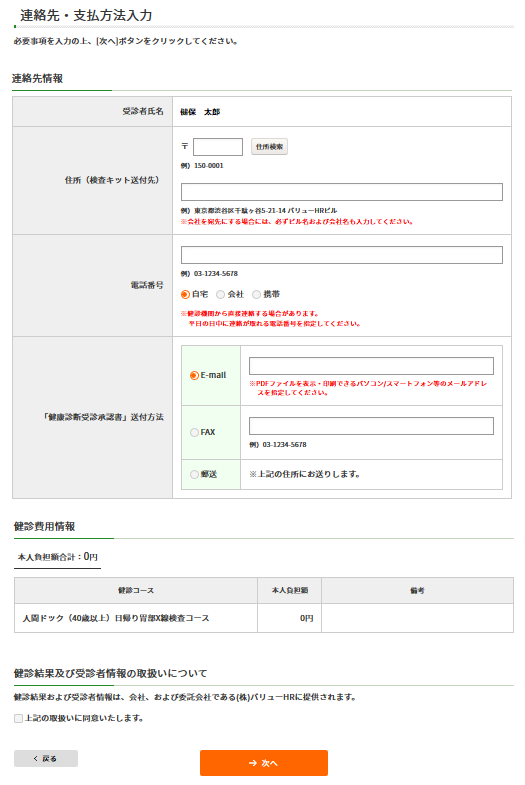 連絡先・支払方法入力
必要事項を入力の上、[次へ]ボタンをクリックしてください。
連絡先情報
受診者氏名
健保 太郎
住所（検査キット送付先）
〒
住所検索
例）150-0001
例）東京都渋谷区千駄ヶ谷5-21-14 バリューHRビル
※会社を宛先にする場合には、必ずビル名および会社名も入力してください。
電話番号
例）03-1234-5678
自宅 会社 携帯
※健診機関から直接連絡する場合があります。
平日の日中に連絡が取れる電話番号を指定してください。
「健康診断受診承認書」送付方法
E-mail
※PDFファイルを表示・印刷できるパソコン/スマートフォン等のメールアドレ
スを指定してください。
FAX
例）03-1234-5678
郵送
※上記の住所にお送りします。
健診費用情報
本人負担額合計：0円
健診コース 本人負担額 備考
人間ドック（40歳以上）日帰り胃部X線検査コース 0円
健診結果及び受診者情報の取扱いについて
健診結果および受診者情報は、会社、および委託会社である(株)バリューHRに提供されます。
上記の取扱いに同意いたします。
戻る
次へ